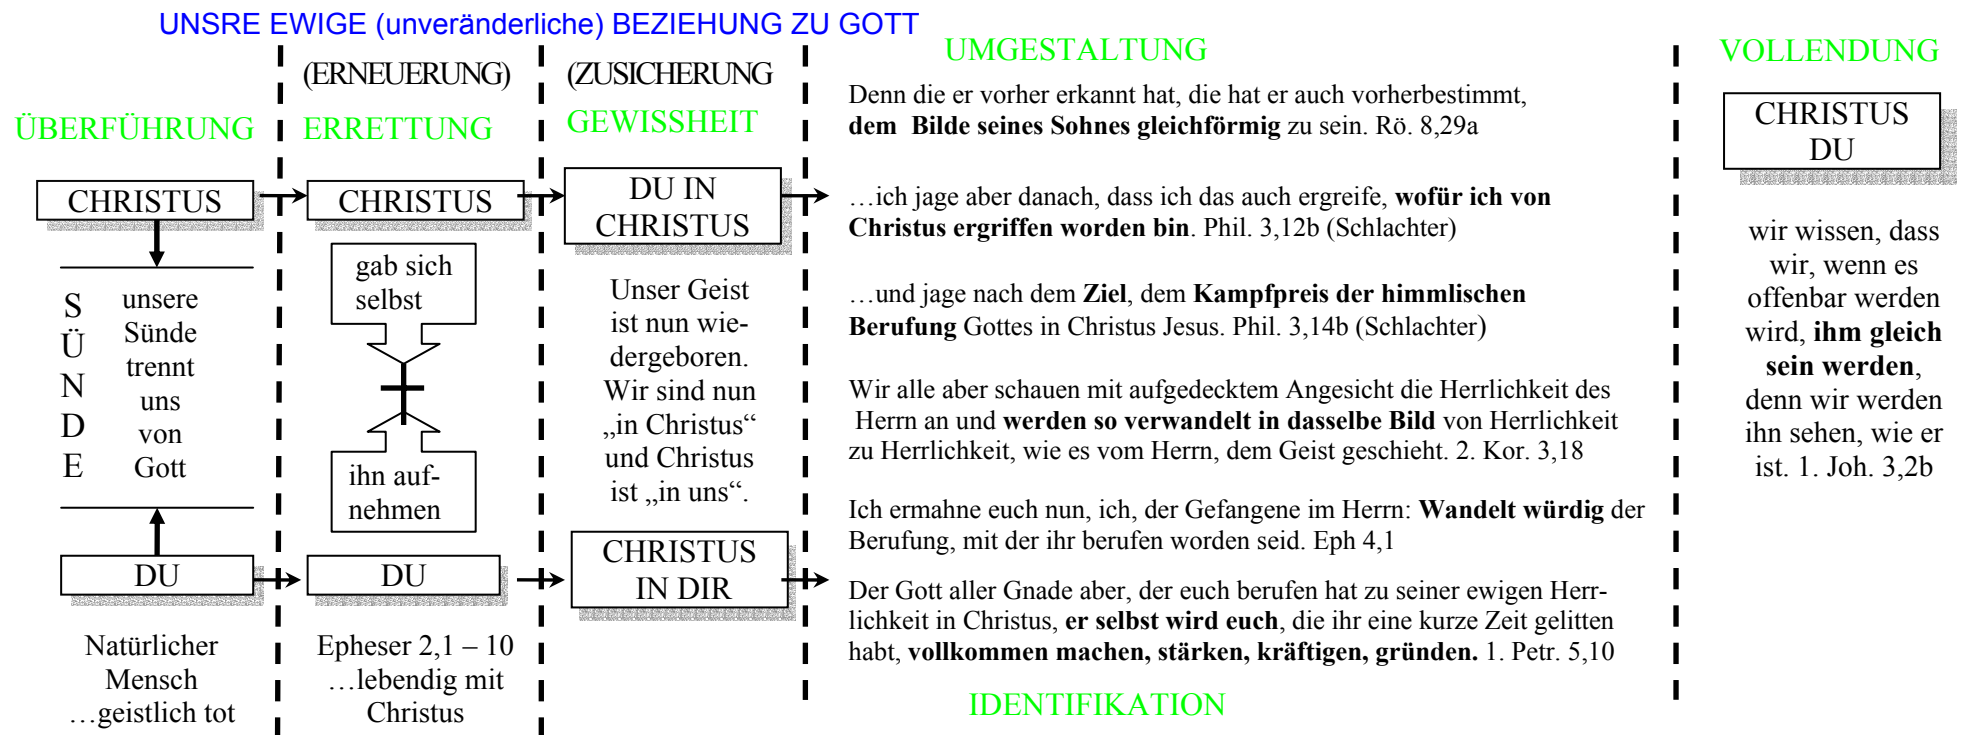 UNSRE EWIGE (unveränderliche) BEZIEHUNG ZU GOTT
ÜBERFÜHRUNG
CHRISTUS
SÜNDE
unsere
Sünde
trennt
uns
von
Gott
DU
Natürlicher
Mensch
…geistlich tot
(ERNEUERUNG)
ERRETTUNG
CHRISTUS
gab sich
selbst
ihn auf-
nehmen
DU
Epheser 2,1 – 10
…lebendig mit
Christus
(ZUSICHERUNG
GEWISSHEIT
DU IN
CHRISTUS
Unser Geist
ist nun wie-
dergeboren.
Wir sind nun
„in Christus“
und Christus
ist „in uns“.
CHRISTUS
IN DIR
UMGESTALTUNG
Denn die er vorher erkannt hat, die hat er auch vorherbestimmt,
dem Bilde seines Sohnes gleichförmig zu sein. Rö. 8,29a
…ich jage aber danach, dass ich das auch ergreife, wofür ich von
Christus ergriffen worden bin. Phil. 3,12b (Schlachter)
…und jage nach dem Ziel, dem Kampfpreis der himmlischen
Berufung Gottes in Christus Jesus. Phil. 3,14b (Schlachter)
Wir alle aber schauen mit aufgedecktem Angesicht die Herrlichkeit des
Herrn an und werden so verwandelt in dasselbe Bild von Herrlichkeit
zu Herrlichkeit, wie es vom Herrn, dem Geist geschieht. 2. Kor. 3,18
Ich ermahne euch nun, ich, der Gefangene im Herrn: Wandelt würdig der
Berufung, mit der ihr berufen worden seid. Eph 4,1
Der Gott aller Gnade aber, der euch berufen hat zu seiner ewigen Herr-
lichkeit in Christus, er selbst wird euch, die ihr eine kurze Zeit gelitten
habt, vollkommen machen, stärken, kräftigen, gründen. 1. Petr. 5,10
IDENTIFIKATION
VOLLENDUNG
CHRISTUS
DU
wir wissen, dass
wir, wenn es
offenbar werden
wird, ihm gleich
sein werden,
denn wir werden
ihn sehen, wie er
ist. 1. Joh. 3,2b